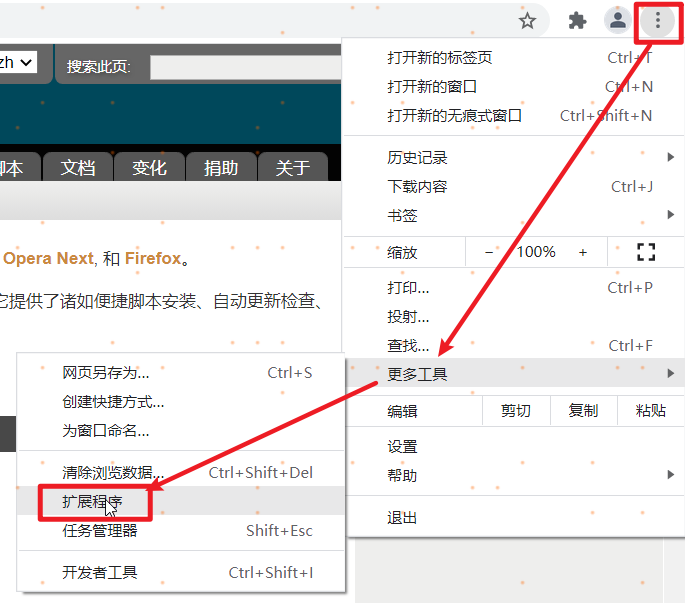 zh
搜索此页:
脚本 文档 变化 捐助 关于
Opera Next, 和 Firefox。
它提供了诸如便捷脚本安装、自动更新检查、
打开新的标签页 Ctrl+T
打开新的窗口 Ctrl+N
打开新的无痕式窗口 Ctrl+Shift+N
历史记录
下载内容 Ctrl+J
书签
缩放 − 100% +
打印... Ctrl+P
投射...
查找... Ctrl+F
更多工具
编辑 剪切 复制 粘贴
设置
帮助
退出
网页另存为... Ctrl+S
创建快捷方式...
为窗口命名...
清除浏览数据... Ctrl+Shift+Del
扩展程序
任务管理器 Shift+Esc
开发者工具 Ctrl+Shift+I